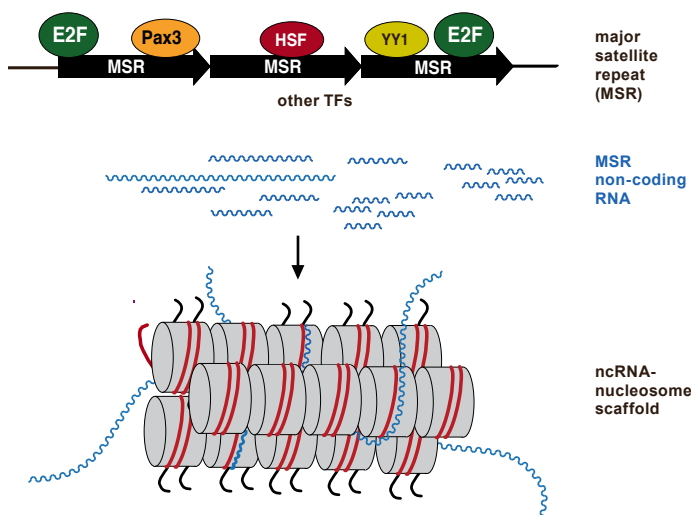 E2F
Pax3
HSF
YY1
E2F
MSR
MSR
MSR
other TFs
major
satellite
repeat
(MSR)
MSR
non-coding
RNA
ncRNA-
nucleosome
scaffold